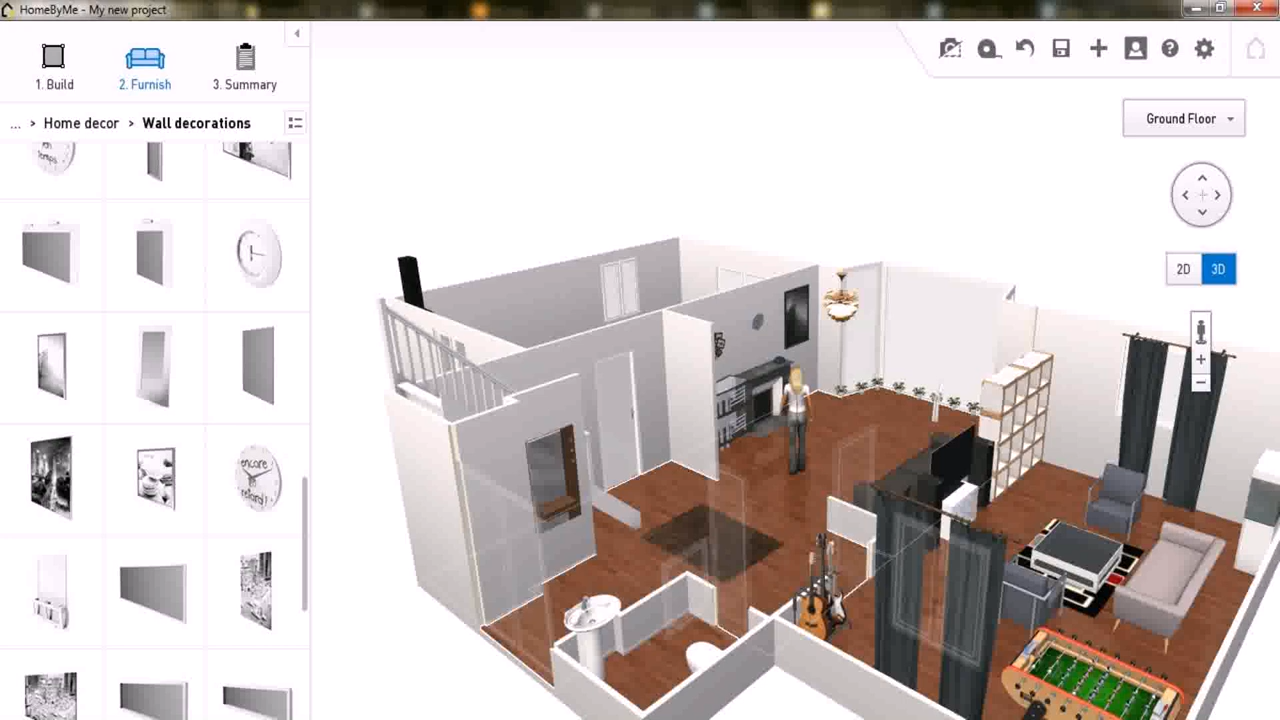 HomeByMe - My new project
1. Build
2. Furnish
3. Summary
... > Home decor > Wall decorations
Ground Floor
2D
3D
encore